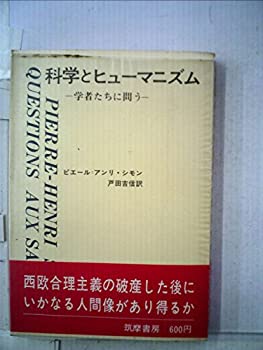 科学とヒューマニズム
―学者たちに問う―
PIERRE-HENRI S
QUESTIONS AUX SA
ピエール・アンリ・シモン
戸田吉信訳
西欧合理主義の破産した後に
いかなる人間像があり得るか
筑摩書房 600円